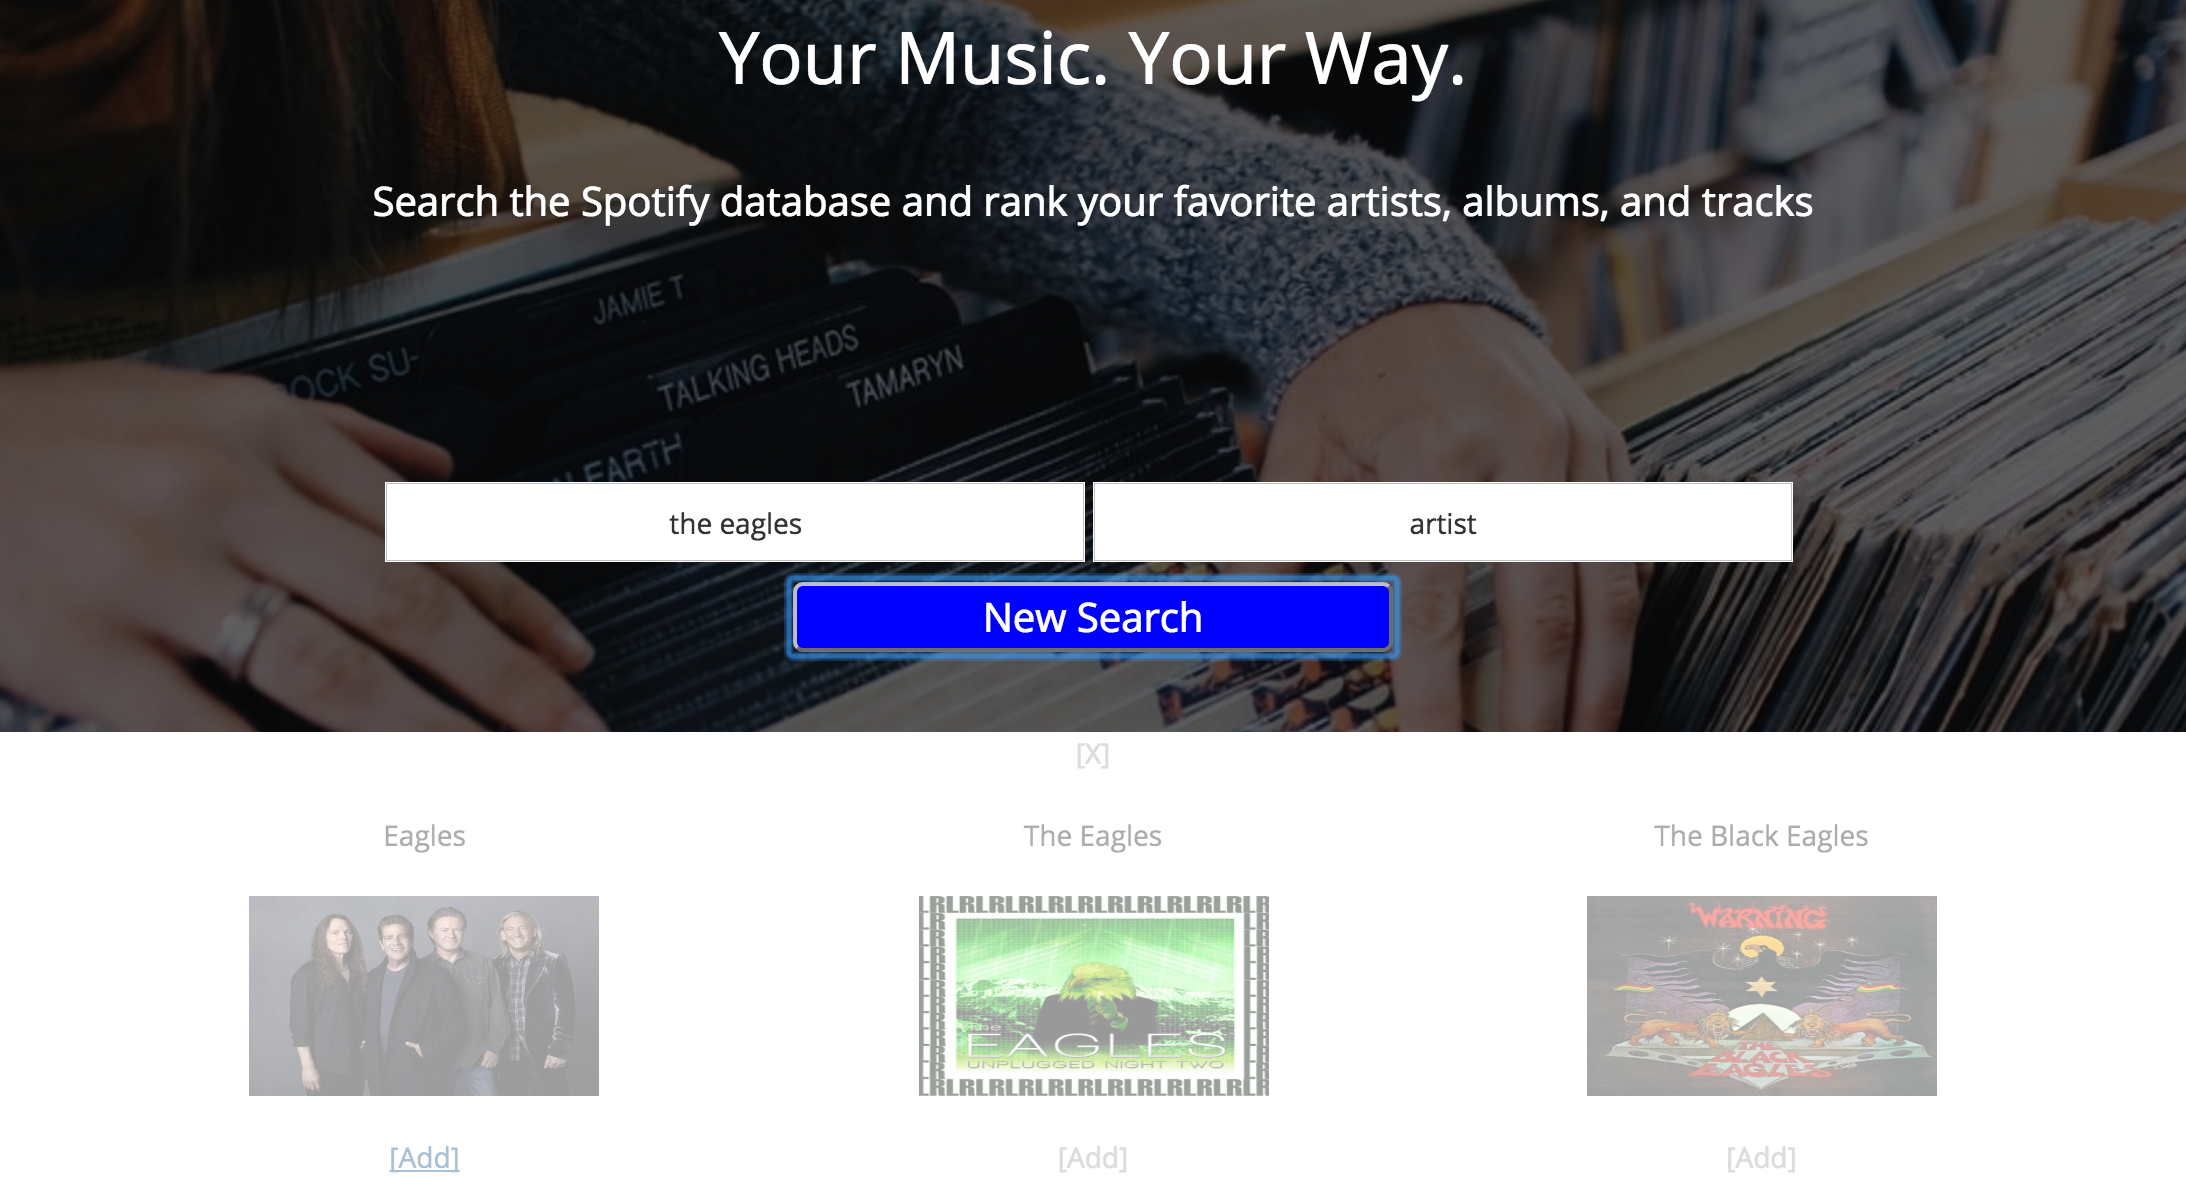 Your Music. Your Way.
Search the Spotify database and rank your favorite artists, albums, and tracks
JAMIE T
OCK SU-
TALKING HEADS
TAMARYN
EARTH
the eagles
artist
New Search
[X]
Eagles
The Eagles
The Black Eagles
the
EAGLES
UNPLUGGED NIGHT TWO
WARNING
THE
BLACK
EAGLES
[Add]
[Add]
[Add]